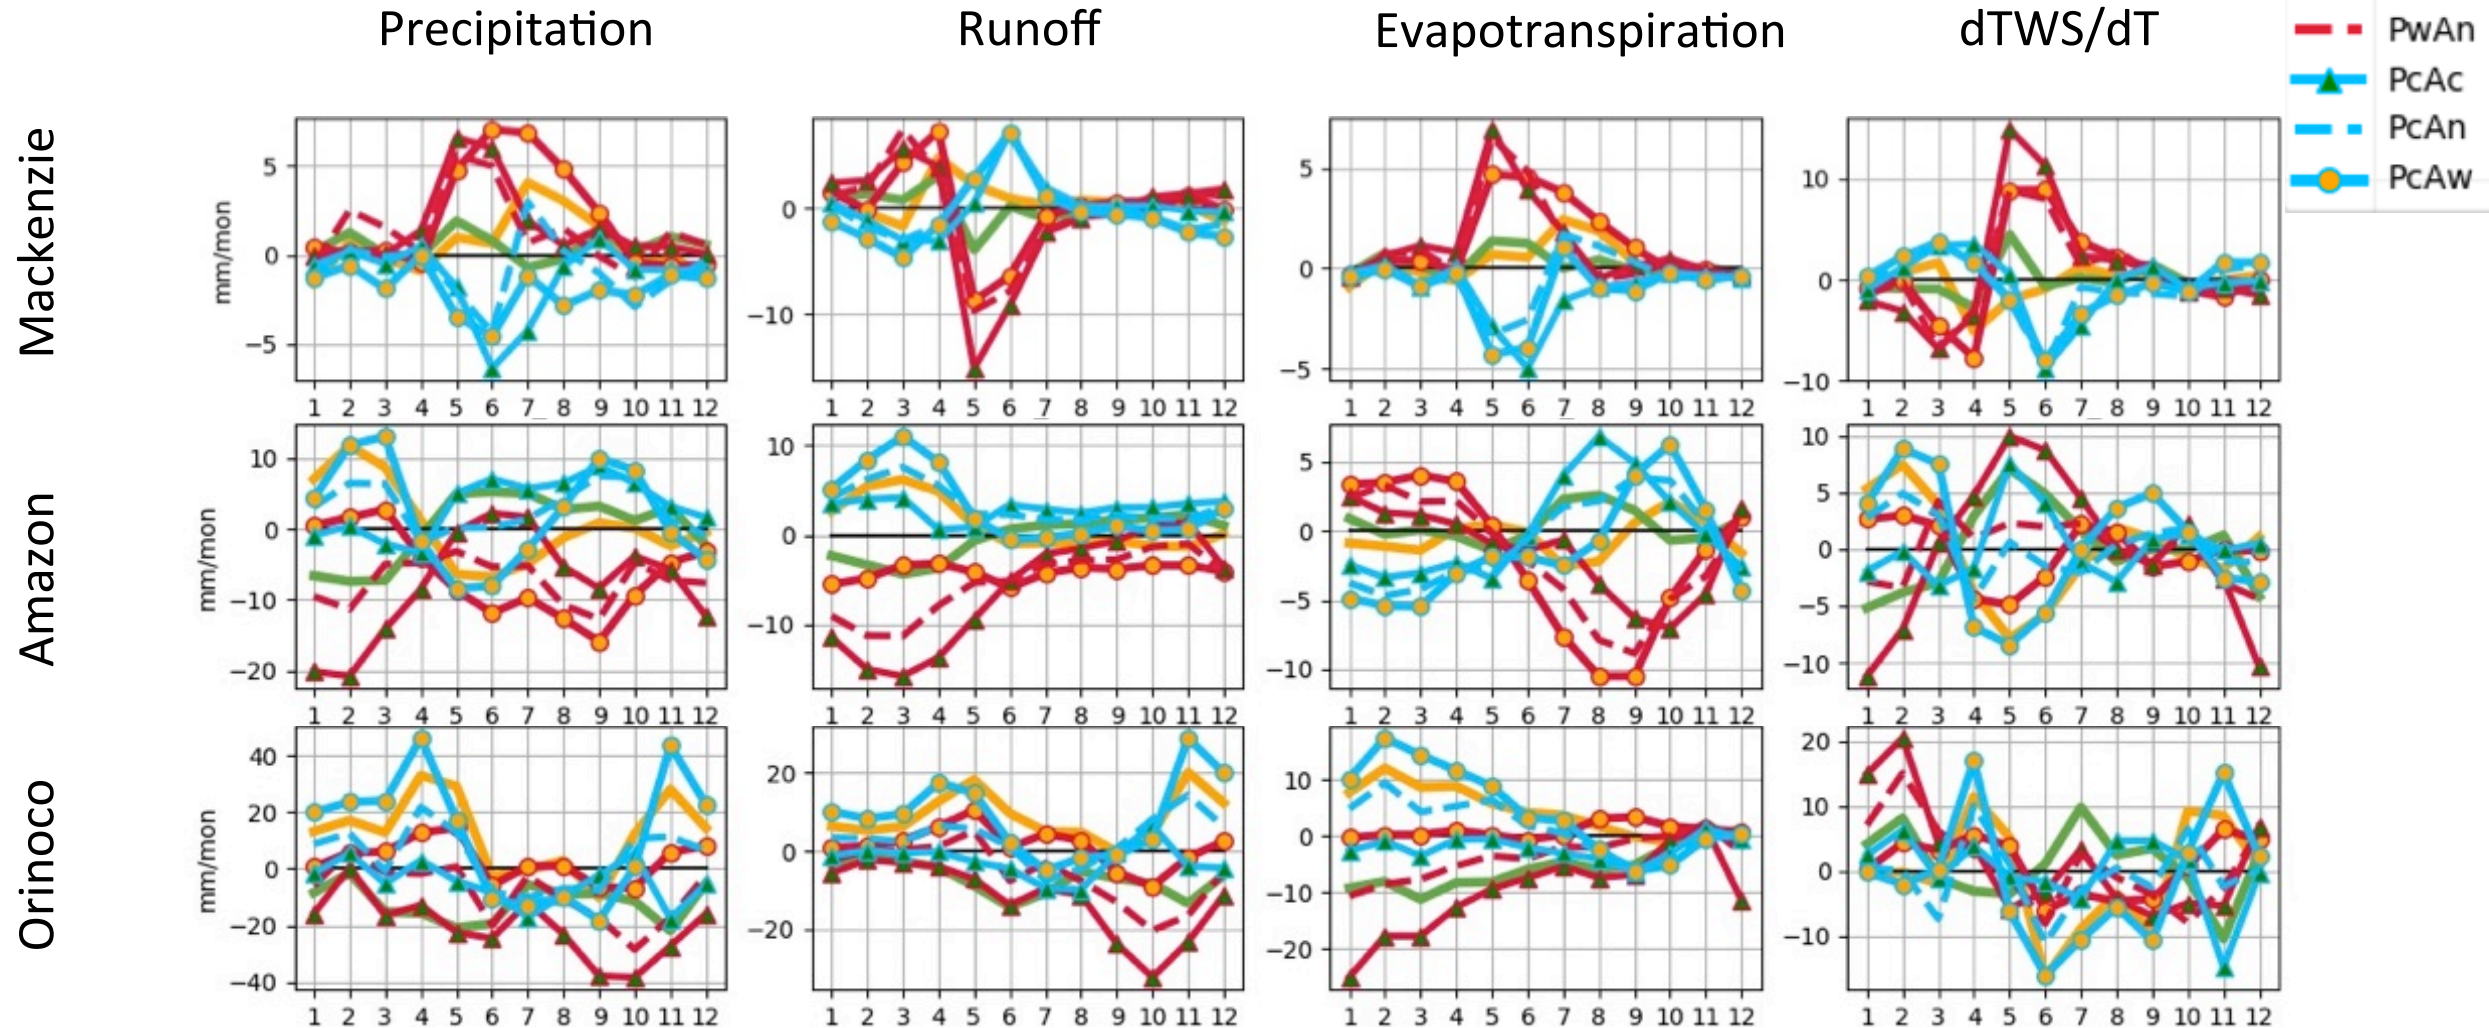 Precipitation Runoff Evapotranspiration dTWS/dT
PwAn
PcAc
PcAn
PcAw
Mackenzie
mm/mon
5
0
−5
1 2 3 4 5 6 7 8 9 10 11 12
0
−10
1 2 3 4 5 6 7 8 9 10 11 12
5
0
−5
1 2 3 4 5 6 7 8 9 10 11 12
10
0
−10
1 2 3 4 5 6 7 8 9 10 11 12
Amazon
mm/mon
10
0
−10
−20
1 2 3 4 5 6 7 8 9 10 11 12
10
0
−10
1 2 3 4 5 6 7 8 9 10 11 12
5
0
−5
−10
1 2 3 4 5 6 7 8 9 10 11 12
10
5
0
−5
−10
1 2 3 4 5 6 7 8 9 10 11 12
Orinoco
mm/mon
40
20
0
−20
−40
1 2 3 4 5 6 7 8 9 10 11 12
20
0
−20
1 2 3 4 5 6 7 8 9 10 11 12
10
0
−10
−20
1 2 3 4 5 6 7 8 9 10 11 12
20
10
0
−10
1 2 3 4 5 6 7 8 9 10 11 12